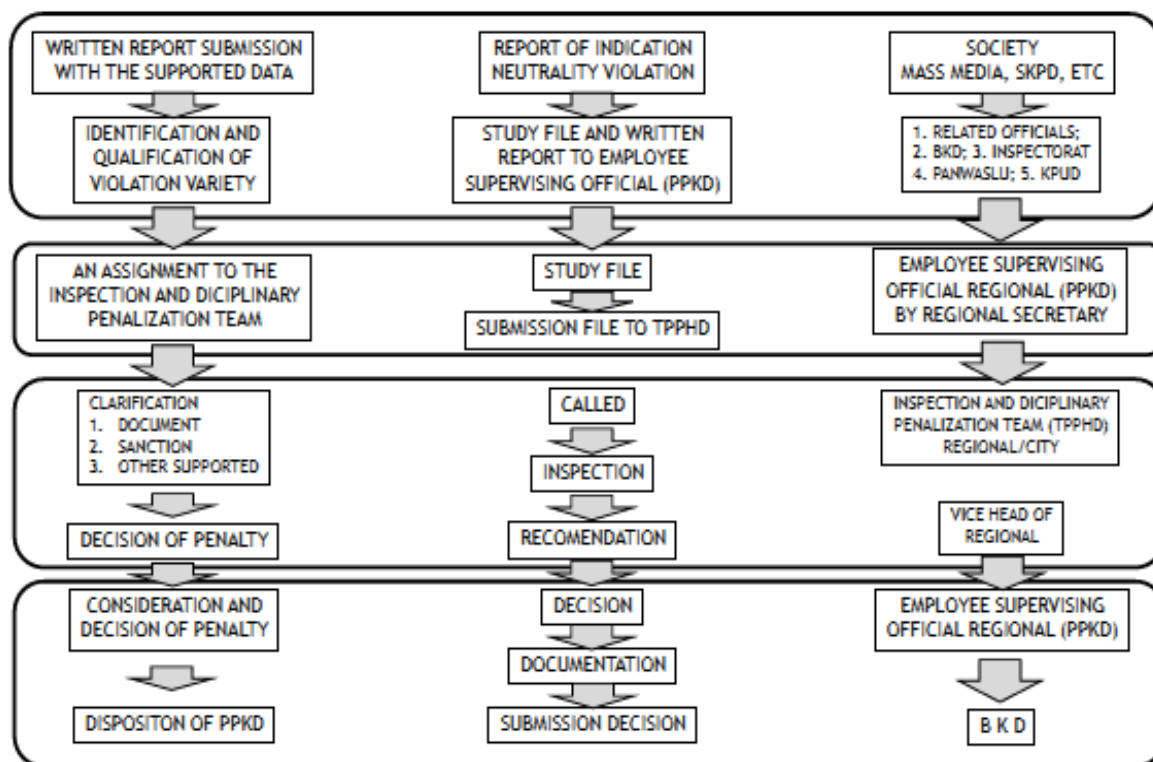 WRITTEN REPORT SUBMISSION
WITH THE SUPPORTED DATA
REPORT OF INDICATION
NEUTRALITY VIOLATION
SOCIETY
MASS MEDIA, SKPD, ETC
IDENTIFICATION AND
QUALIFICATION OF
VIOLATION VARIETY
STUDY FILE AND WRITTEN
REPORT TO EMPLOYEE
SUPERVISING OFFICIAL (PPKD)
1. RELATED OFFICIALS;
2. BKD; 3. INSPECTORAT
4. PANWASLU; 5. KPUD
AN ASSIGNMENT TO THE
INSPECTION AND DICIPLINARY
PENALIZATION TEAM
STUDY FILE
SUBMISSION FILE TO TPPHD
EMPLOYEE SUPERVISING
OFFICIAL REGIONAL (PPKD)
BY REGIONAL SECRETARY
CLARIFICATION
1. DOCUMENT
2. SANCTION
3. OTHER SUPPORTED
CALLED
INSPECTION
INSPECTION AND DICIPLINARY
PENALIZATION TEAM (TPPHD)
REGIONAL/CITY
DECISION OF PENALTY
RECOMENDATION
VICE HEAD OF
REGIONAL
CONSIDERATION AND
DECISION OF PENALTY
DECISION
DOCUMENTATION
EMPLOYEE SUPERVISING
OFFICIAL REGIONAL (PPKD)
DISPOSITON OF PPKD
SUBMISSION DECISION
B K D